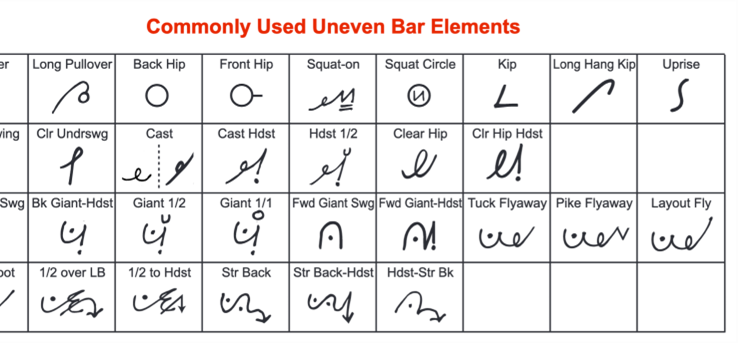 Commonly Used Uneven Bar Elements
er Long Pullover Back Hip Front Hip Squat-on Squat Circle Kip Long Hang Kip Uprise
ving Clr Undrswg Cast Cast Hdst Hdst 1/2 Clear Hip Clr Hip Hdst
Swg Bk Giant-Hdst Giant 1/2 Giant 1/1 Fwd Giant Swg Fwd Giant-Hdst Tuck Flyaway Pike Flyaway Layout Fly
oot 1/2 over LB 1/2 to Hdst Str Back Str Back-Hdst Hdst-Str Bk